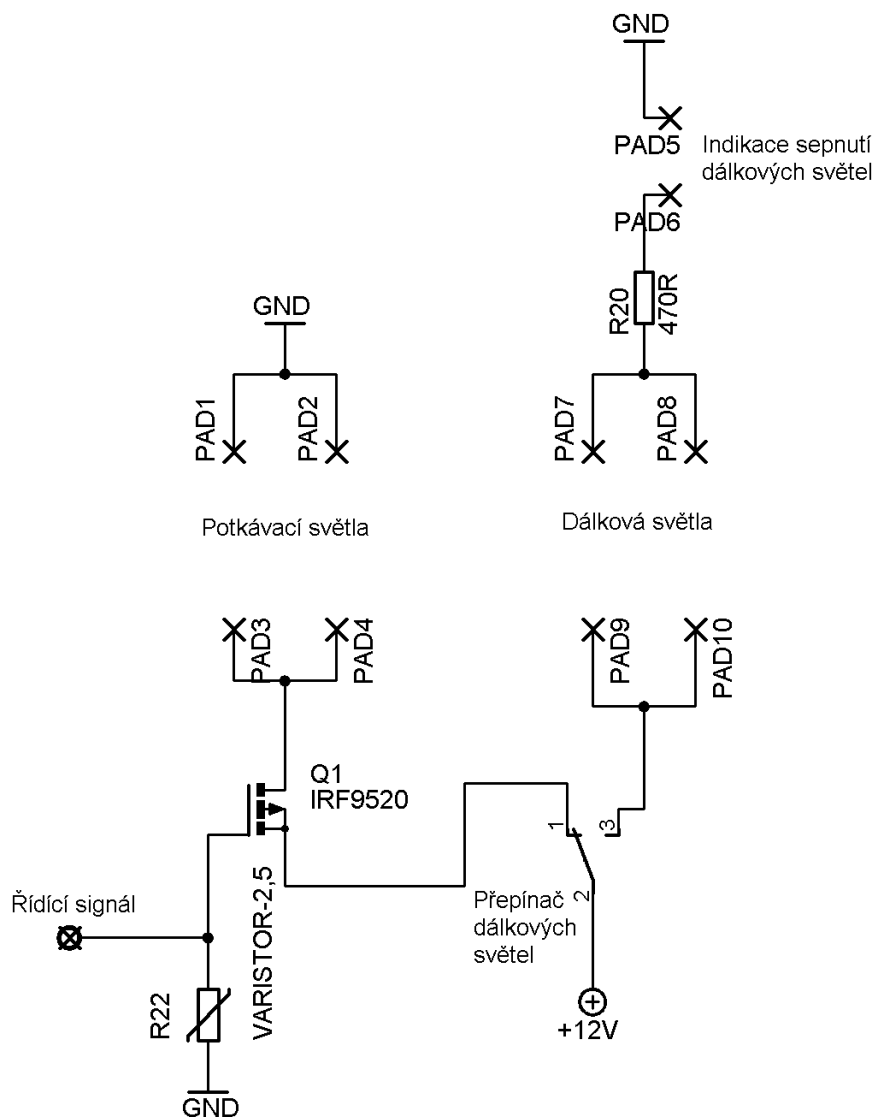 GND
PAD5
Indikace sepnutí
dálkových světel
PAD6
R20
470R
GND
PAD1
PAD2
PAD7
PAD8
Potkávací světla
Dálková světla
PAD3
PAD4
PAD9
PAD10
Q1
IRF9520
1
3
2
Řídící signál
Přepínač
dálkových
světel
R22
VARISTOR-2,5
+12V
GND